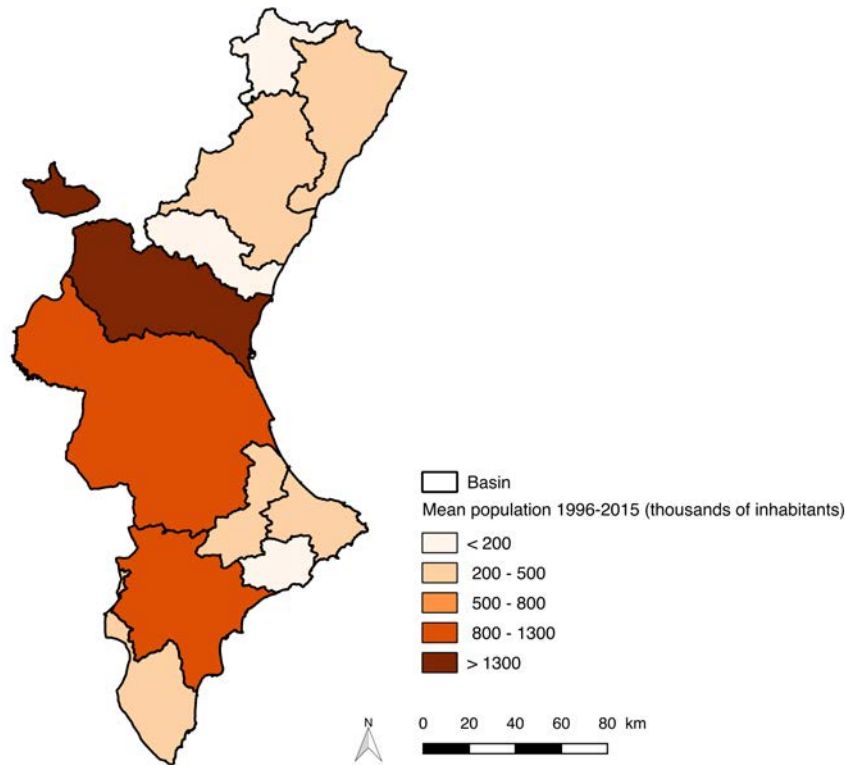 Basin
Mean population 1996-2015 (thousands of inhabitants)
< 200
200 - 500
500 - 800
800 - 1300
> 1300
N
0 20 40 60 80 km